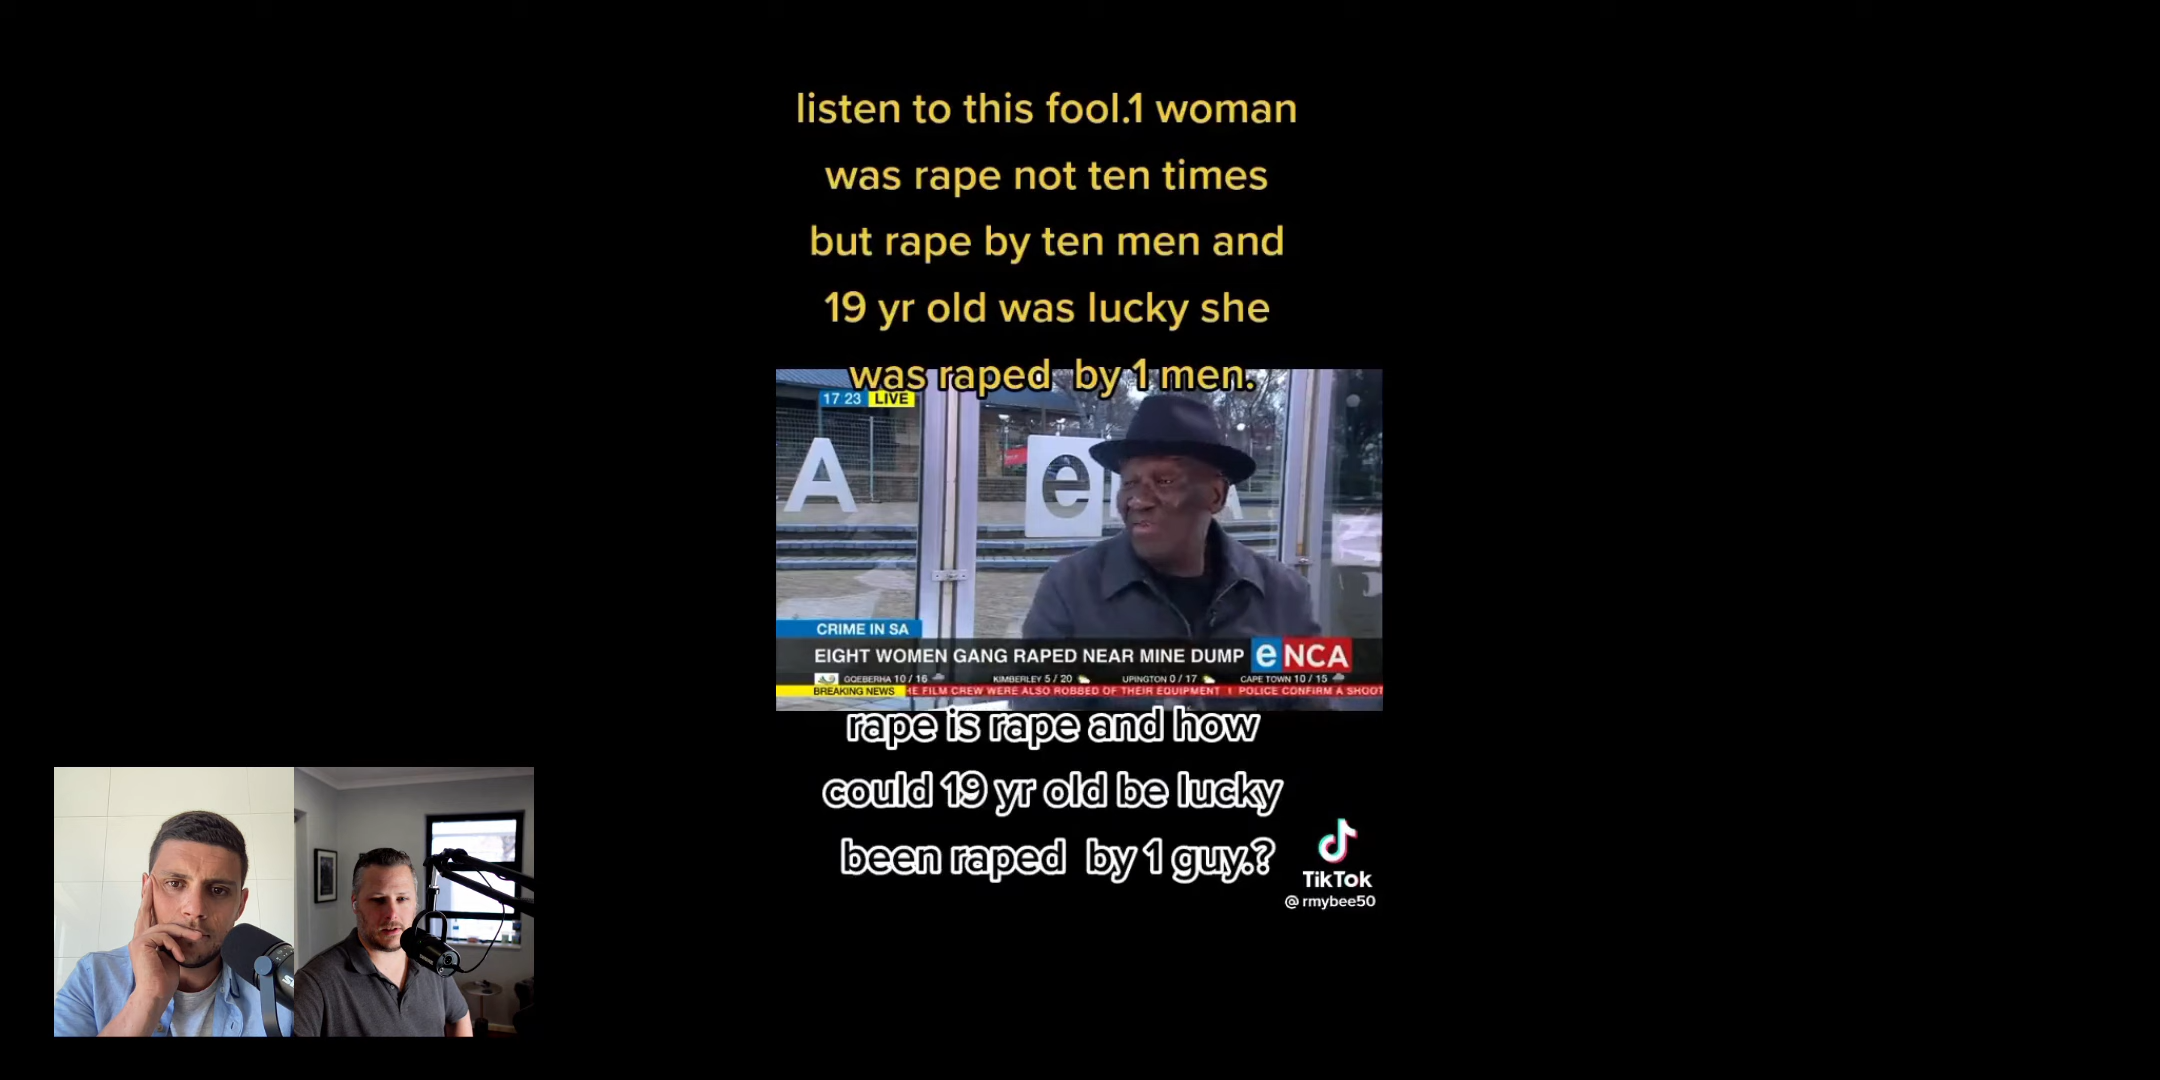 listen to this fool.1 woman
was rape not ten times
but rape by ten men and
19 yr old was lucky she
was raped by 1 men.
17 23 LIVE
A e A
CRIME IN SA
EIGHT WOMEN GANG RAPED NEAR MINE DUMP eNCA
GQEBERHA 10 / 16 KIMBERLEY 5 / 20 UPINGTON 0 / 17 CAPE TOWN 10 / 15
BREAKING NEWS HE FILM CREW WERE ALSO ROBBED OF THEIR EQUIPMENT I POLICE CONFIRM A SHOOT
rape is rape and how
could 19 yr old be lucky
been raped by 1 guy.?
TikTok
@rmybee50